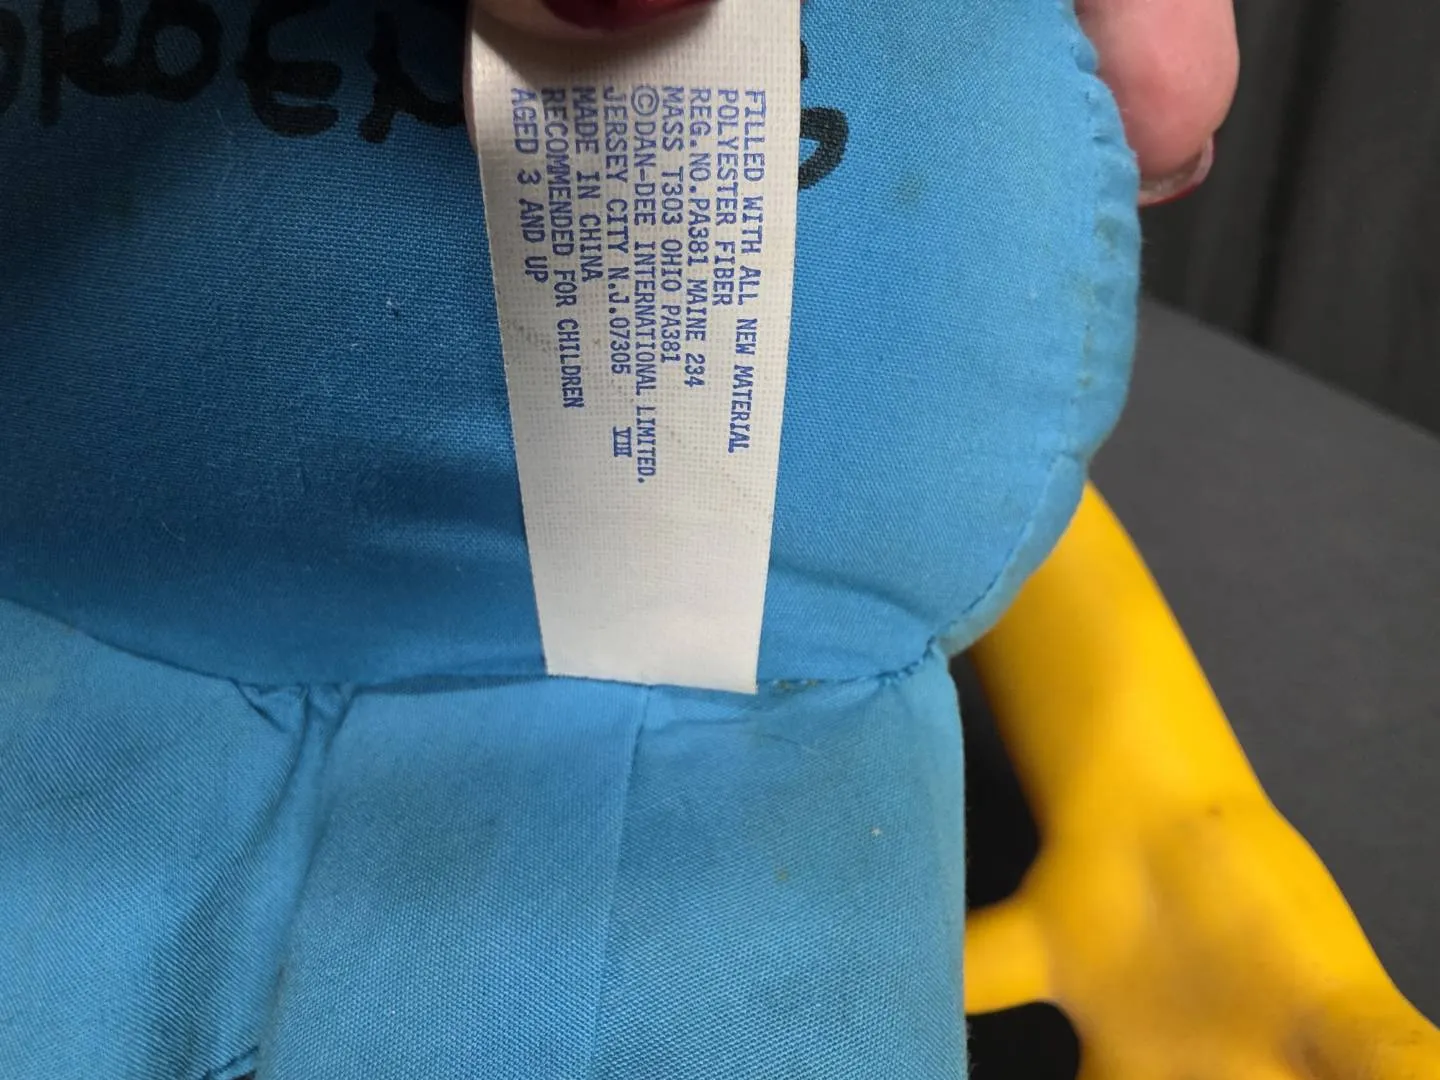 FILLED WITH ALL NEW MATERIAL
POLYESTER FIBER
REG.NO.PA381 MAINE 234
MASS T303 OHIO PA381
©DAN-DEE INTERNATIONAL LIMITED.
JERSEY CITY N.J.07305 VIII
MADE IN CHINA
RECOMMENDED FOR CHILDREN
AGED 3 AND UP